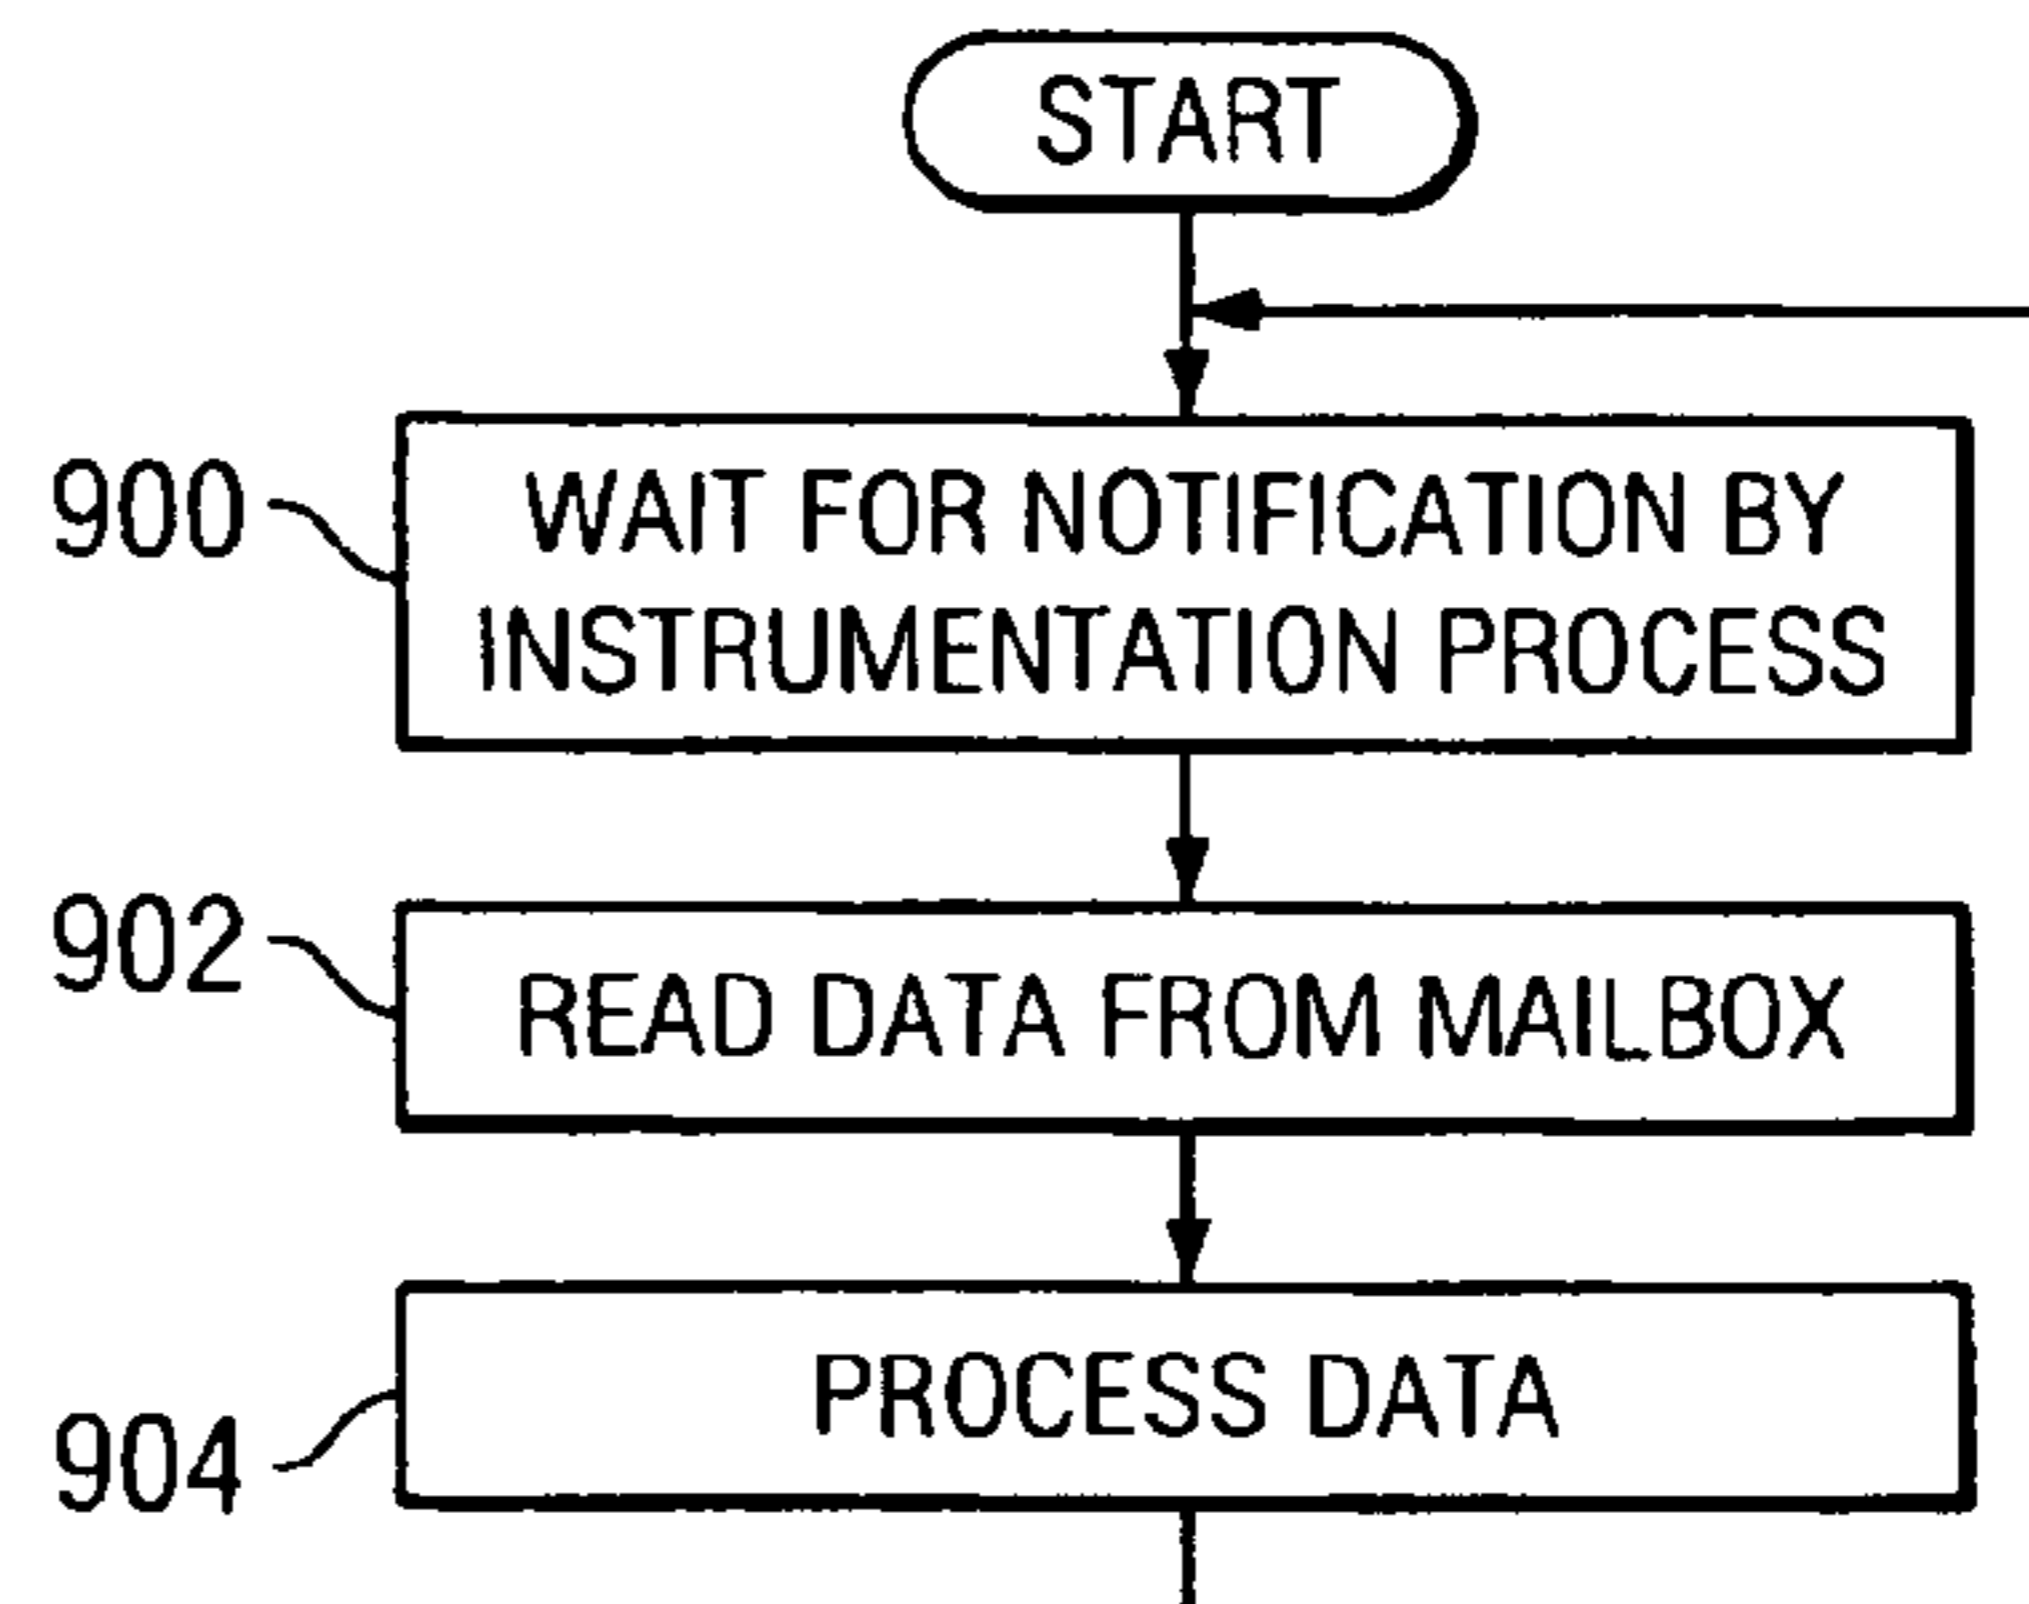 START
900
WAIT FOR NOTIFICATION BY
INSTRUMENTATION PROCESS
902
READ DATA FROM MAILBOX
904
PROCESS DATA